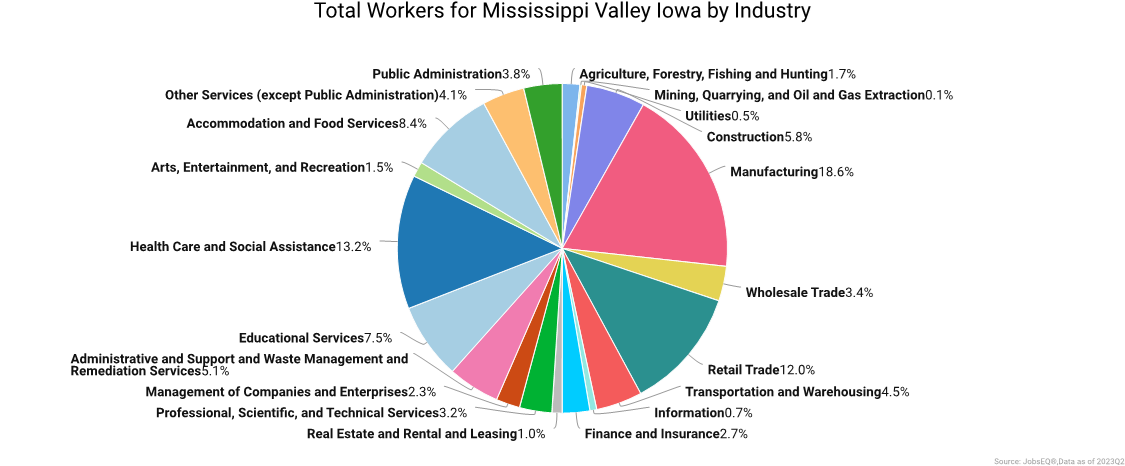 Total Workers for Mississippi Valley Iowa by Industry
Public Administration3.8%
Agriculture, Forestry, Fishing and Hunting1.7%
Other Services (except Public Administration)4.1%
Mining, Quarrying, and Oil and Gas Extraction0.1%
Utilities0.5%
Accommodation and Food Services8.4%
Construction5.8%
Arts, Entertainment, and Recreation1.5%
Manufacturing18.6%
Health Care and Social Assistance13.2%
Wholesale Trade3.4%
Educational Services7.5%
Administrative and Support and Waste Management and
Remediation Services5.1%
Retail Trade12.0%
Management of Companies and Enterprises2.3%
Transportation and Warehousing4.5%
Professional, Scientific, and Technical Services3.2%
Information0.7%
Real Estate and Rental and Leasing1.0%
Finance and Insurance2.7%
Source: JobsEQ®,Data as of 2023Q2